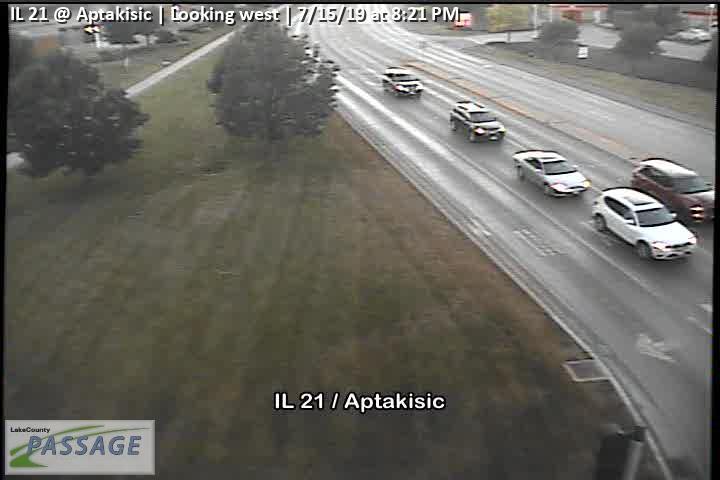 IL 21 @ Aptakisic | Looking west | 7/15/19 at 8:21 PM
IL 21 / Aptakisic
LakeCounty
PASSAGE